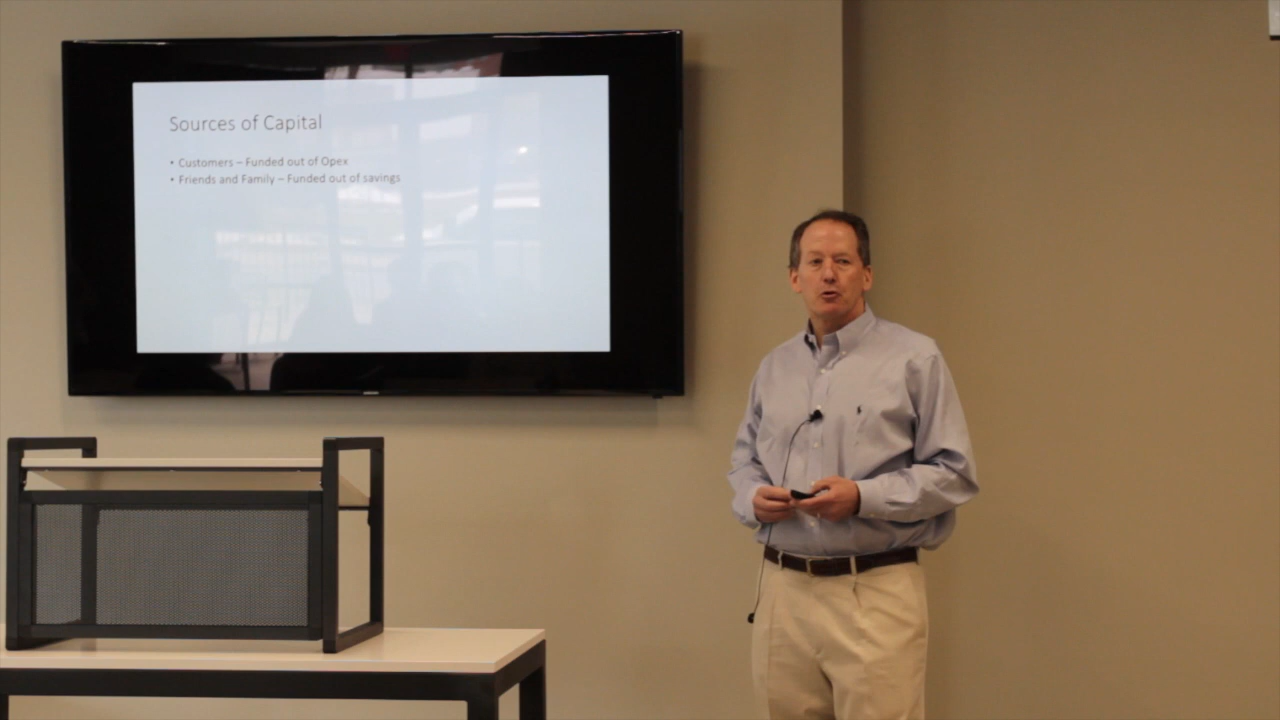 Sources of Capital
• Customers – Funded out of Opex
• Friends and Family – Funded out of savings